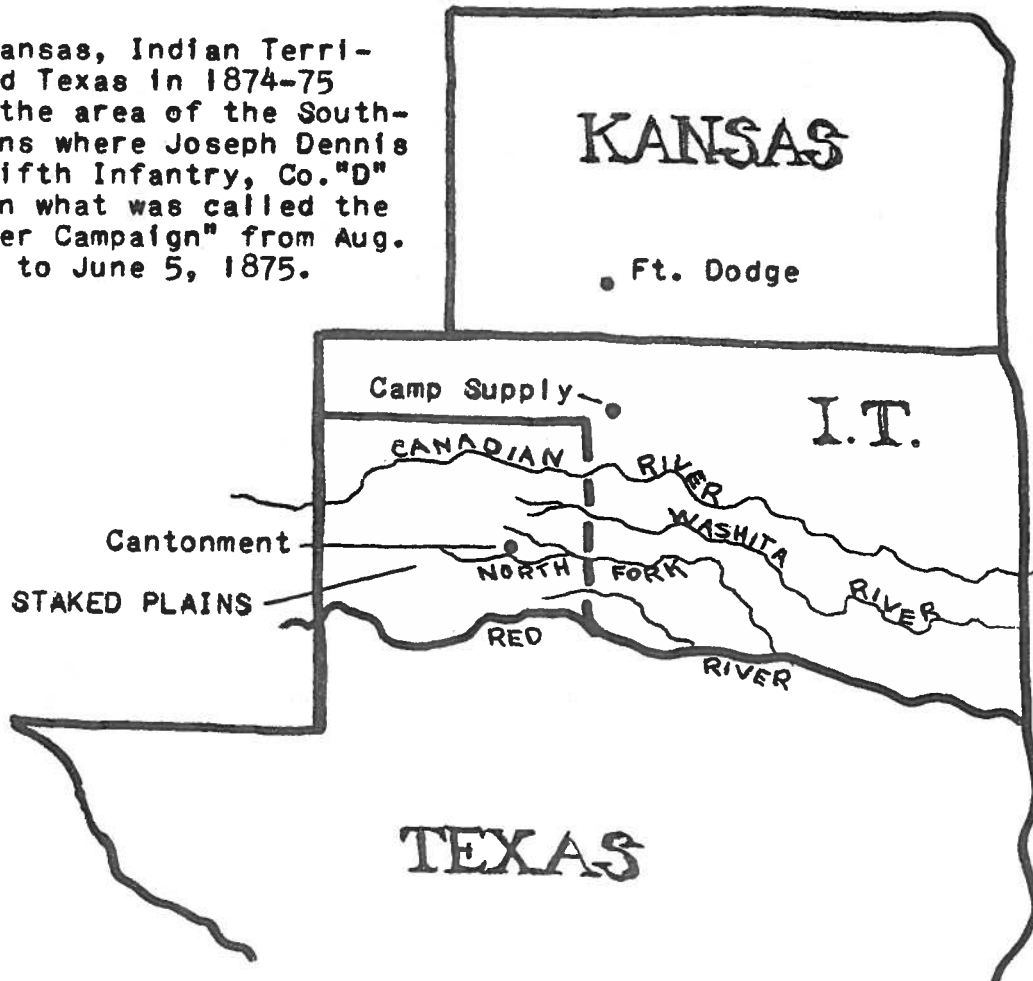 ansas, Indian Terri-
d Texas in 1874-75
the area of the South-
ns where Joseph Dennis
ifth Infantry, Co."D"
n what was called the
er Campaign" from Aug.
to June 5, 1875.
KANSAS
Ft. Dodge
Camp Supply
I.T.
CANADIAN RIVER
WASHITA RIVER
Cantonment
NORTH FORK
STAKED PLAINS
RED RIVER
TEXAS